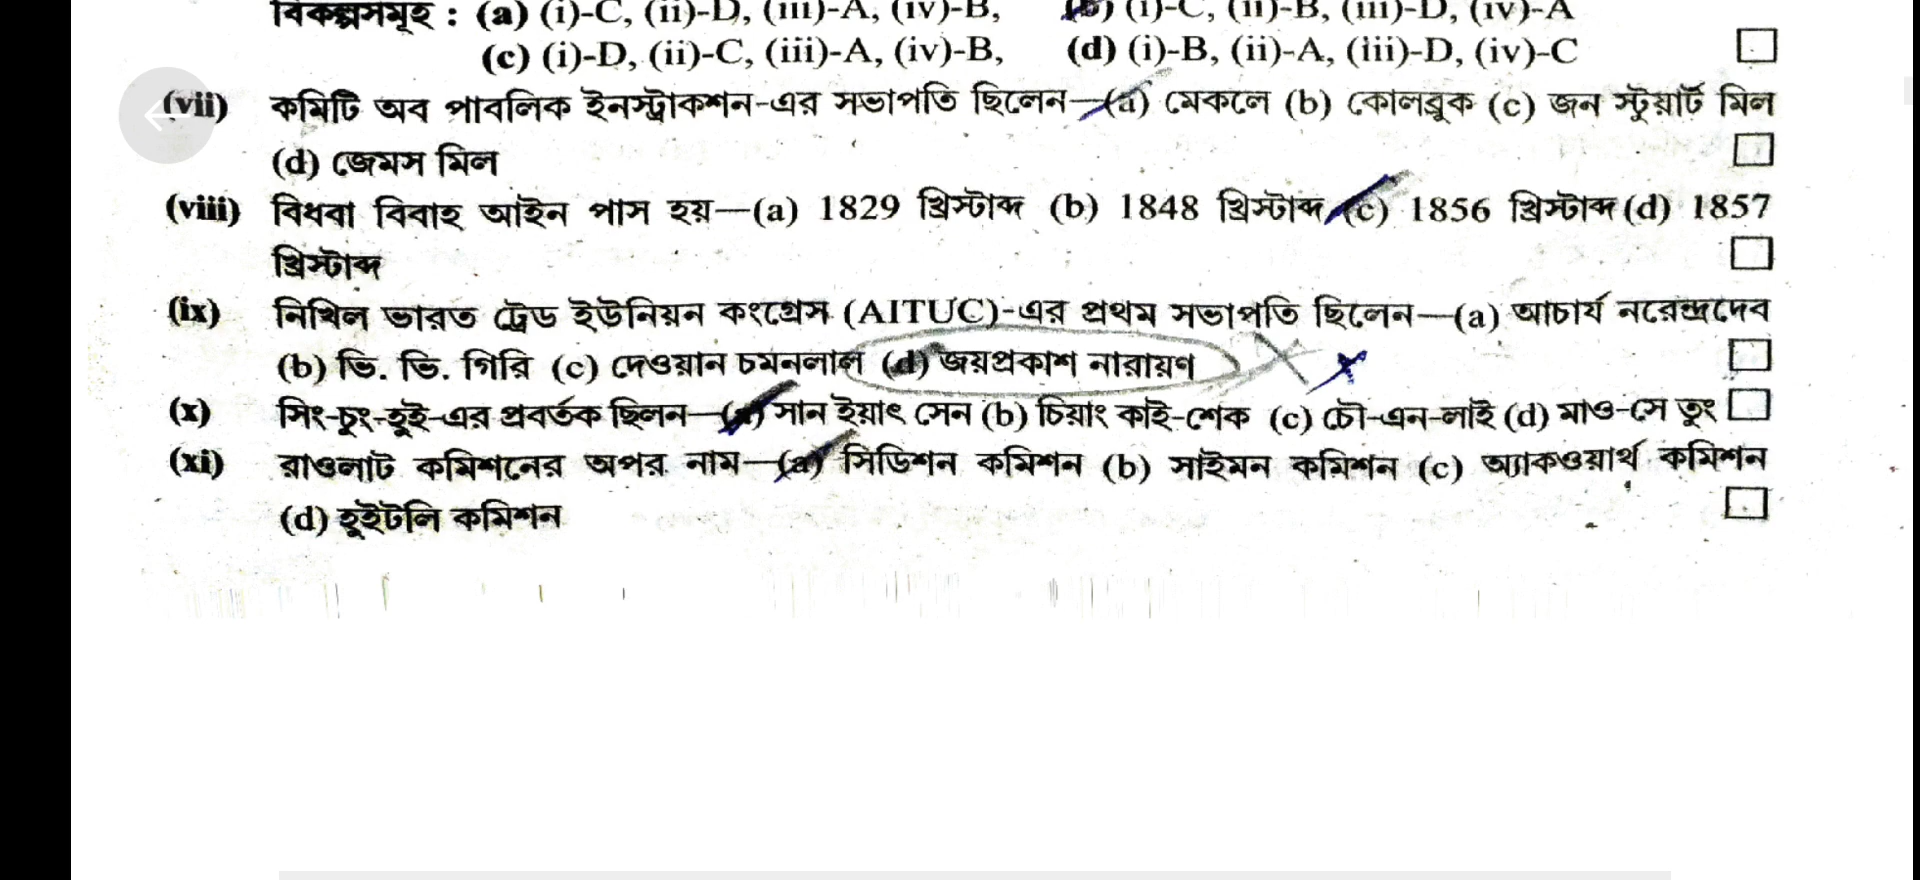 বিকল্পসমূহ : (a) (i)-C, (ii)-D, (iii)-A, (iv)-B, (b) (i)-C, (ii)-B, (iii)-D, (iv)-A
(c) (i)-D, (ii)-C, (iii)-A, (iv)-B, (d) (i)-B, (ii)-A, (iii)-D, (iv)-C
(vii) কমিটি অব পাবলিক ইনস্ট্রাকশন-এর সভাপতি ছিলেন—(a) মেকলে (b) কোলব্রুক (c) জন স্টুয়ার্ট মিল
(d) জেমস মিল
(viii) বিধবা বিবাহ আইন পাস হয়—(a) 1829 খ্রিস্টাব্দ (b) 1848 খ্রিস্টাব্দ (c) 1856 খ্রিস্টাব্দ (d) 1857
খ্রিস্টাব্দ
(ix) নিখিল ভারত ট্রেড ইউনিয়ন কংগ্রেস (AITUC)-এর প্রথম সভাপতি ছিলেন—(a) আচার্য নরেন্দ্রদেব
(b) ভি. ভি. গিরি (c) দেওয়ান চমনলাল (d) জয়প্রকাশ নারায়ণ
(x) সিং-চুং-হুই-এর প্রবর্তক ছিলন—(a) সান ইয়াৎ সেন (b) চিয়াং কাই-শেক (c) চৌ-এন-লাই (d) মাও-সে তুং
(xi) রাওলাট কমিশনের অপর নাম—(a) সিডিশন কমিশন (b) সাইমন কমিশন (c) অ্যাকওয়ার্থ কমিশন
(d) হুইটলি কমিশন